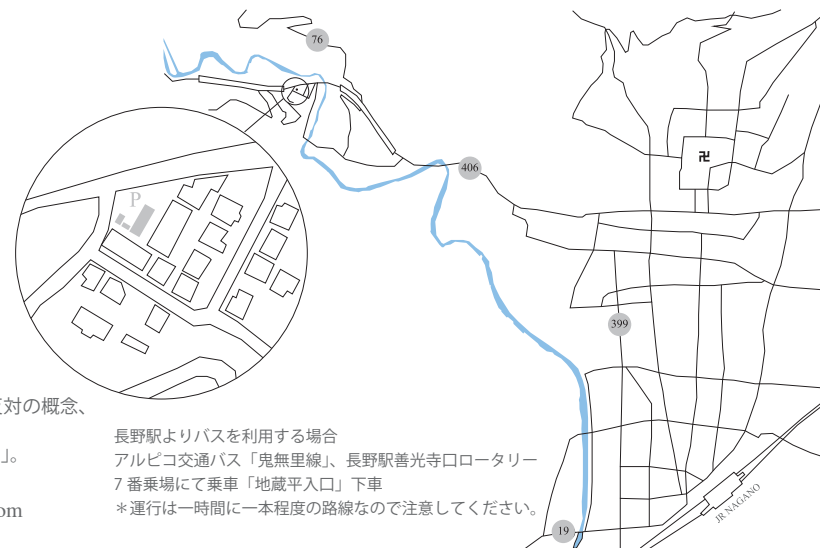 76
406
卍
P
399
対の概念、
」。
om
長野駅よりバスを利用する場合
アルピコ交通バス「鬼無里線」、長野駅善光寺口ロータリー
7 番乗場にて乗車「地蔵平入口」下車
＊運行は一時間に一本程度の路線なので注意してください。
JR NAGANO
19